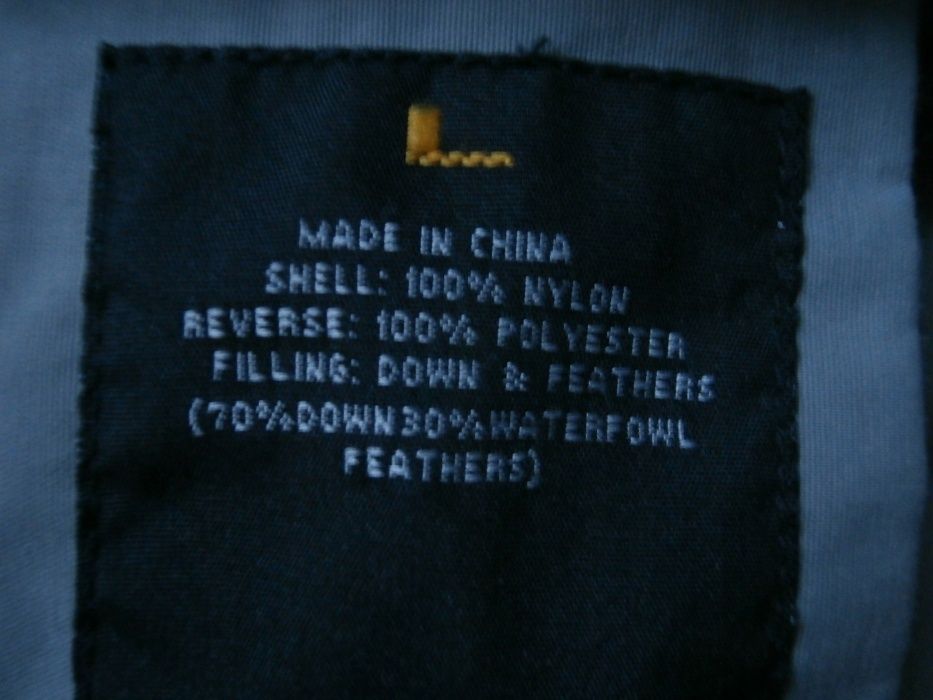 L
MADE IN CHINA
SHELL: 100% NYLON
REVERSE: 100% POLYESTER
FILLING: DOWN & FEATHERS
(70%DOWN30%WATERFOWL
FEATHERS)